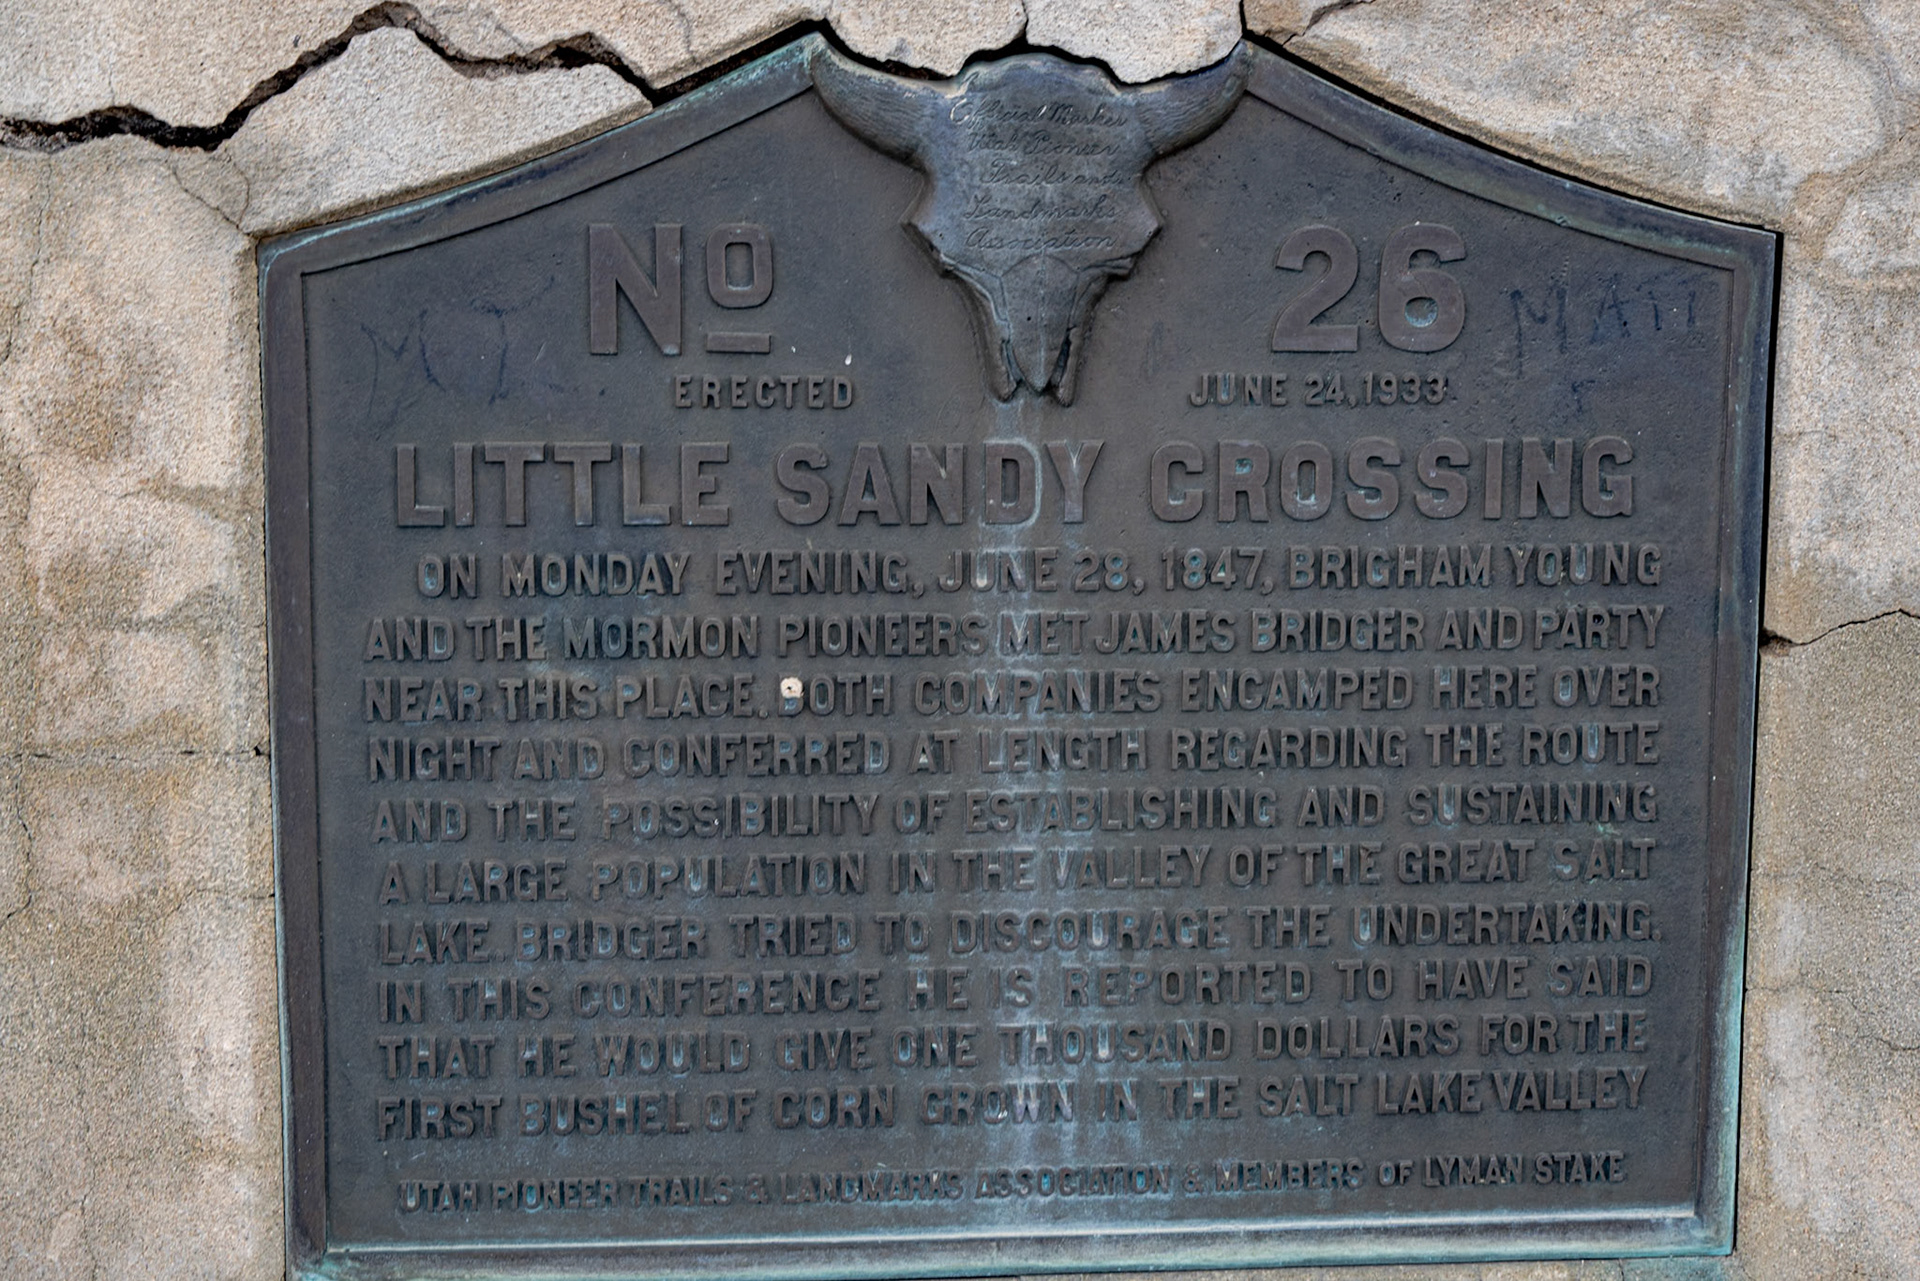 Official Marker
Utah Pioneer
Trails and
Landmarks
Association
No 26
ERECTED JUNE 24, 1933.
MATT
LITTLE SANDY CROSSING
ON MONDAY EVENING, JUNE 28, 1847, BRIGHAM YOUNG
AND THE MORMON PIONEERS MET JAMES BRIDGER AND PARTY
NEAR THIS PLACE. BOTH COMPANIES ENCAMPED HERE OVER
NIGHT AND CONFERRED AT LENGTH REGARDING THE ROUTE
AND THE POSSIBILITY OF ESTABLISHING AND SUSTAINING
A LARGE POPULATION IN THE VALLEY OF THE GREAT SALT
LAKE. BRIDGER TRIED TO DISCOURAGE THE UNDERTAKING.
IN THIS CONFERENCE HE IS REPORTED TO HAVE SAID
THAT HE WOULD GIVE ONE THOUSAND DOLLARS FOR THE
FIRST BUSHEL OF CORN GROWN IN THE SALT LAKE VALLEY
UTAH PIONEER TRAILS & LANDMARKS ASSOCIATION & MEMBERS OF LYMAN STAKE